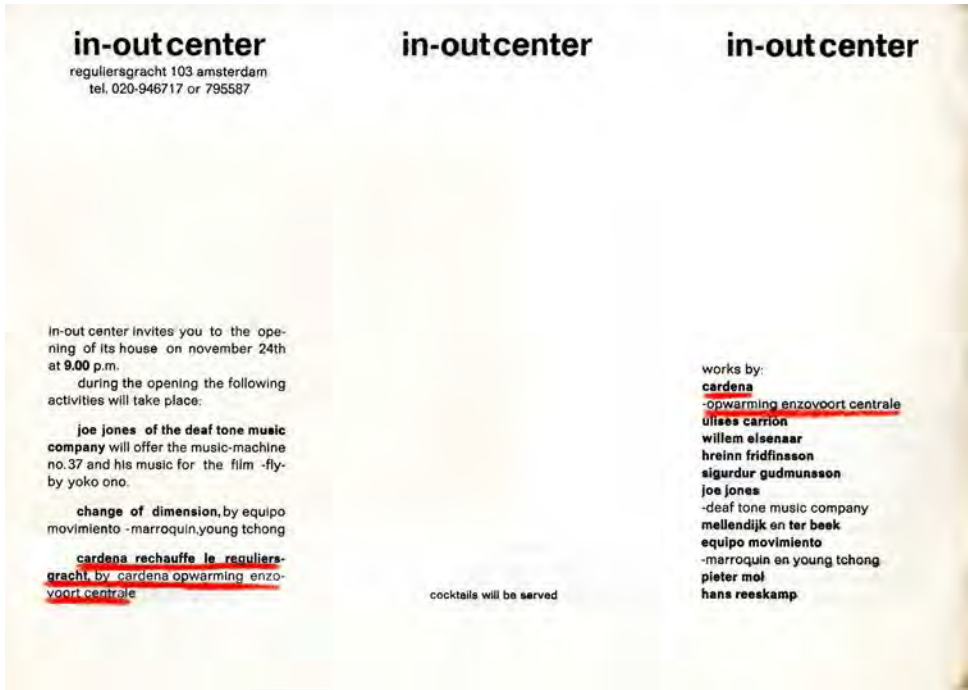 in-out center
reguliersgracht 103 amsterdam
tel. 020-946717 or 795587
in-out center invites you to the ope-
ning of its house on november 24th
at 9.00 p.m.
during the opening the following
activities will take place:
joe jones of the deaf tone music
company will offer the music-machine
no.37 and his music for the film -fly-
by yoko ono.
change of dimension, by equipo
movimiento -marroquin,young tchong
cardena rechauffe le reguliers-
gracht, by cardena opwarming enzo-
voort centrale
in-out center
cocktails will be served
in-out center
works by:
cardena
-opwarming enzovoort centrale
ulises carrion
willem elsenaar
hreinn fridfinsson
sigurdur gudmunsson
joe jones
-deaf tone music company
mellendijk en ter beek
equipo movimiento
-marroquin en young tchong
pieter mol
hans reeskamp